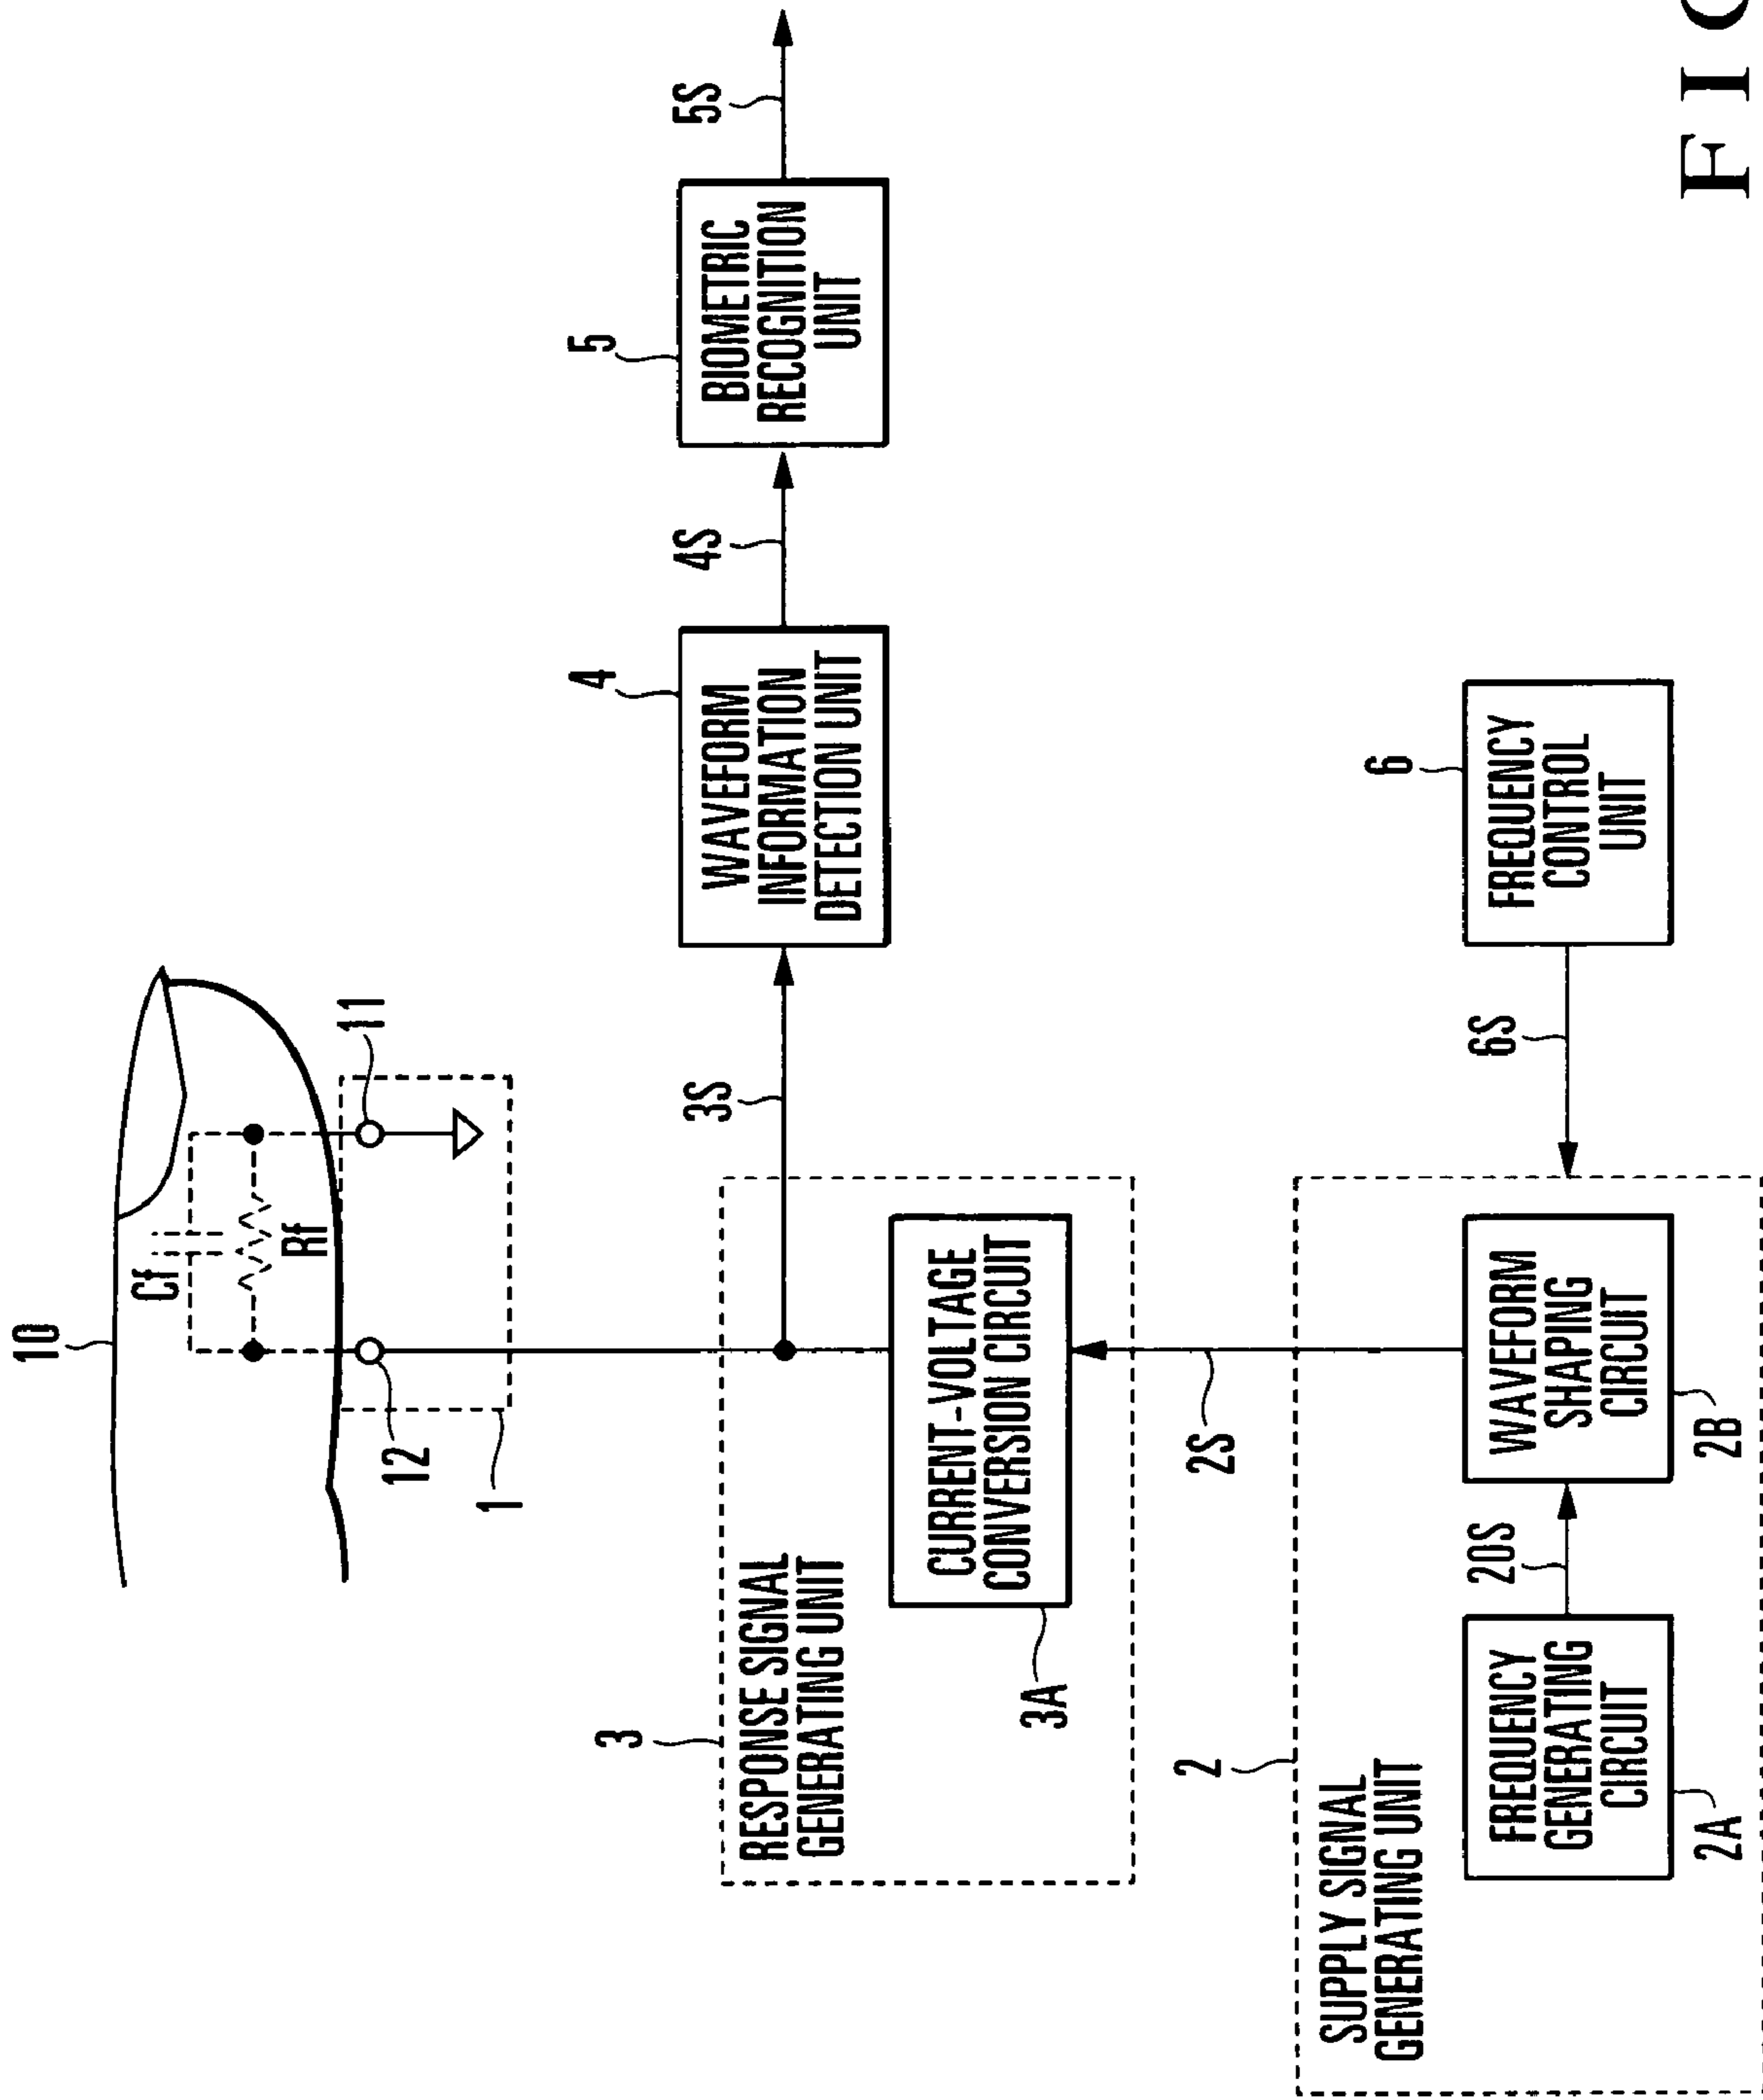 10
Cf
Rf
12
11
1
3
RESPONSE SIGNAL
GENERATING UNIT
3S
4
WAVEFORM
INFORMATION
DETECTION UNIT
4S
5
BIOMETRIC
RECOGNITION
UNIT
5S
3A
CURRENT-VOLTAGE
CONVERSION CIRCUIT
2
SUPPLY SIGNAL
GENERATING UNIT
2S
2A
FREQUENCY
GENERATING
CIRCUIT
20S
WAVEFORM
SHAPING
CIRCUIT
2B
6S
6
FREQUENCY
CONTROL
UNIT